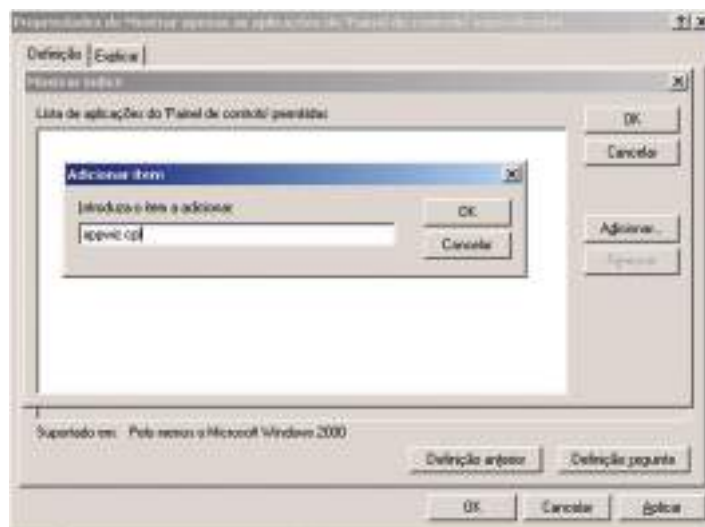 Propriedades de Mostrar apenas as aplicações do 'Painel de controlo' especificadas
Definição
Explicar
Mostrar índice
Lista de aplicações do 'Painel de controlo' permitidas
OK
Cancelar
Adicionar item
Introduza o item a adicionar
OK
appwiz.cpl
Cancelar
Adicionar...
Remover
Suportado em: Pelo menos o Microsoft Windows 2000
Definição anterior
Definição seguinte
OK
Cancelar
Aplicar